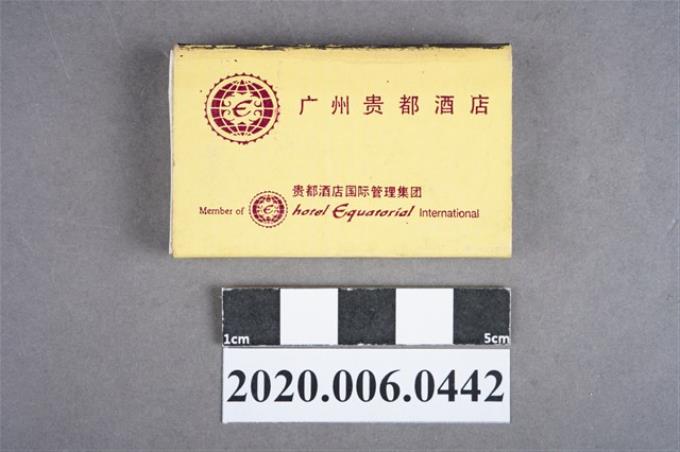 E 广州贵都酒店
贵都酒店国际管理集团
Member of E hotel Equatorial International
1cm 5cm
2020.006.0442